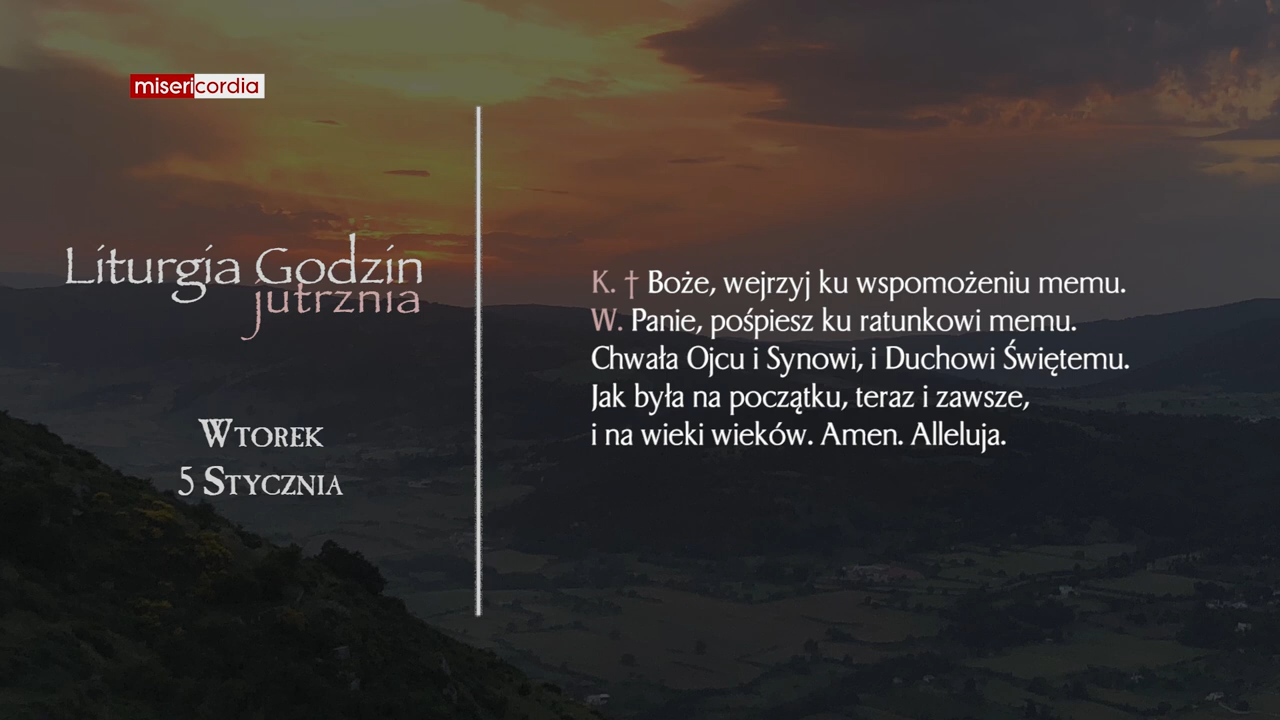 misericordia
Liturgia Godzin
jutrznia
Wtorek
5 Stycznia
K. † Boże, wejrzyj ku wspomożeniu memu.
W. Panie, pośpiesz ku ratunkowi memu.
Chwała Ojcu i Synowi, i Duchowi Świętemu.
Jak była na początku, teraz i zawsze,
i na wieki wieków. Amen. Alleluja.